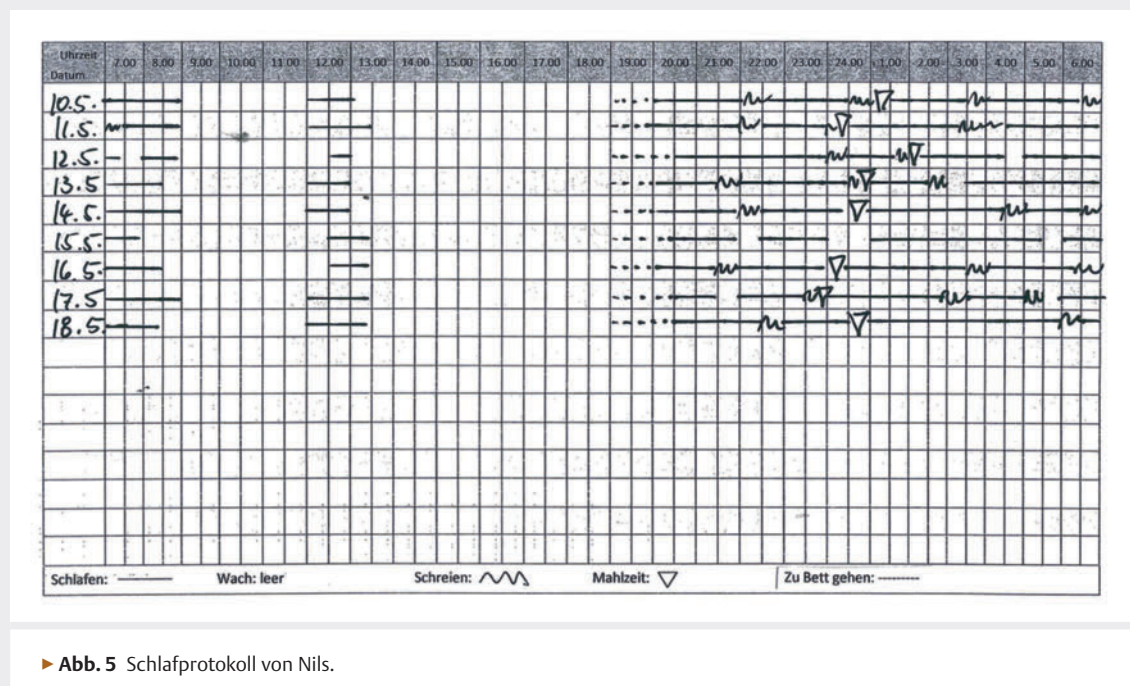 Uhrzeit 7.00 8.00 9.00 10.00 11.00 12.00 13.00 14.00 15.00 16.00 17.00 18.00 19.00 20.00 21.00 22.00 23.00 24.00 1.00 2.00 3.00 4.00 5.00 6.00
Datum
10.5.
11.5.
12.5.
13.5
14.5.
15.5.
16.5.
17.5
18.5.
Schlafen: Wach: leer Schreien: Mahlzeit: Zu Bett gehen:
▶ Abb. 5 Schlafprotokoll von Nils.